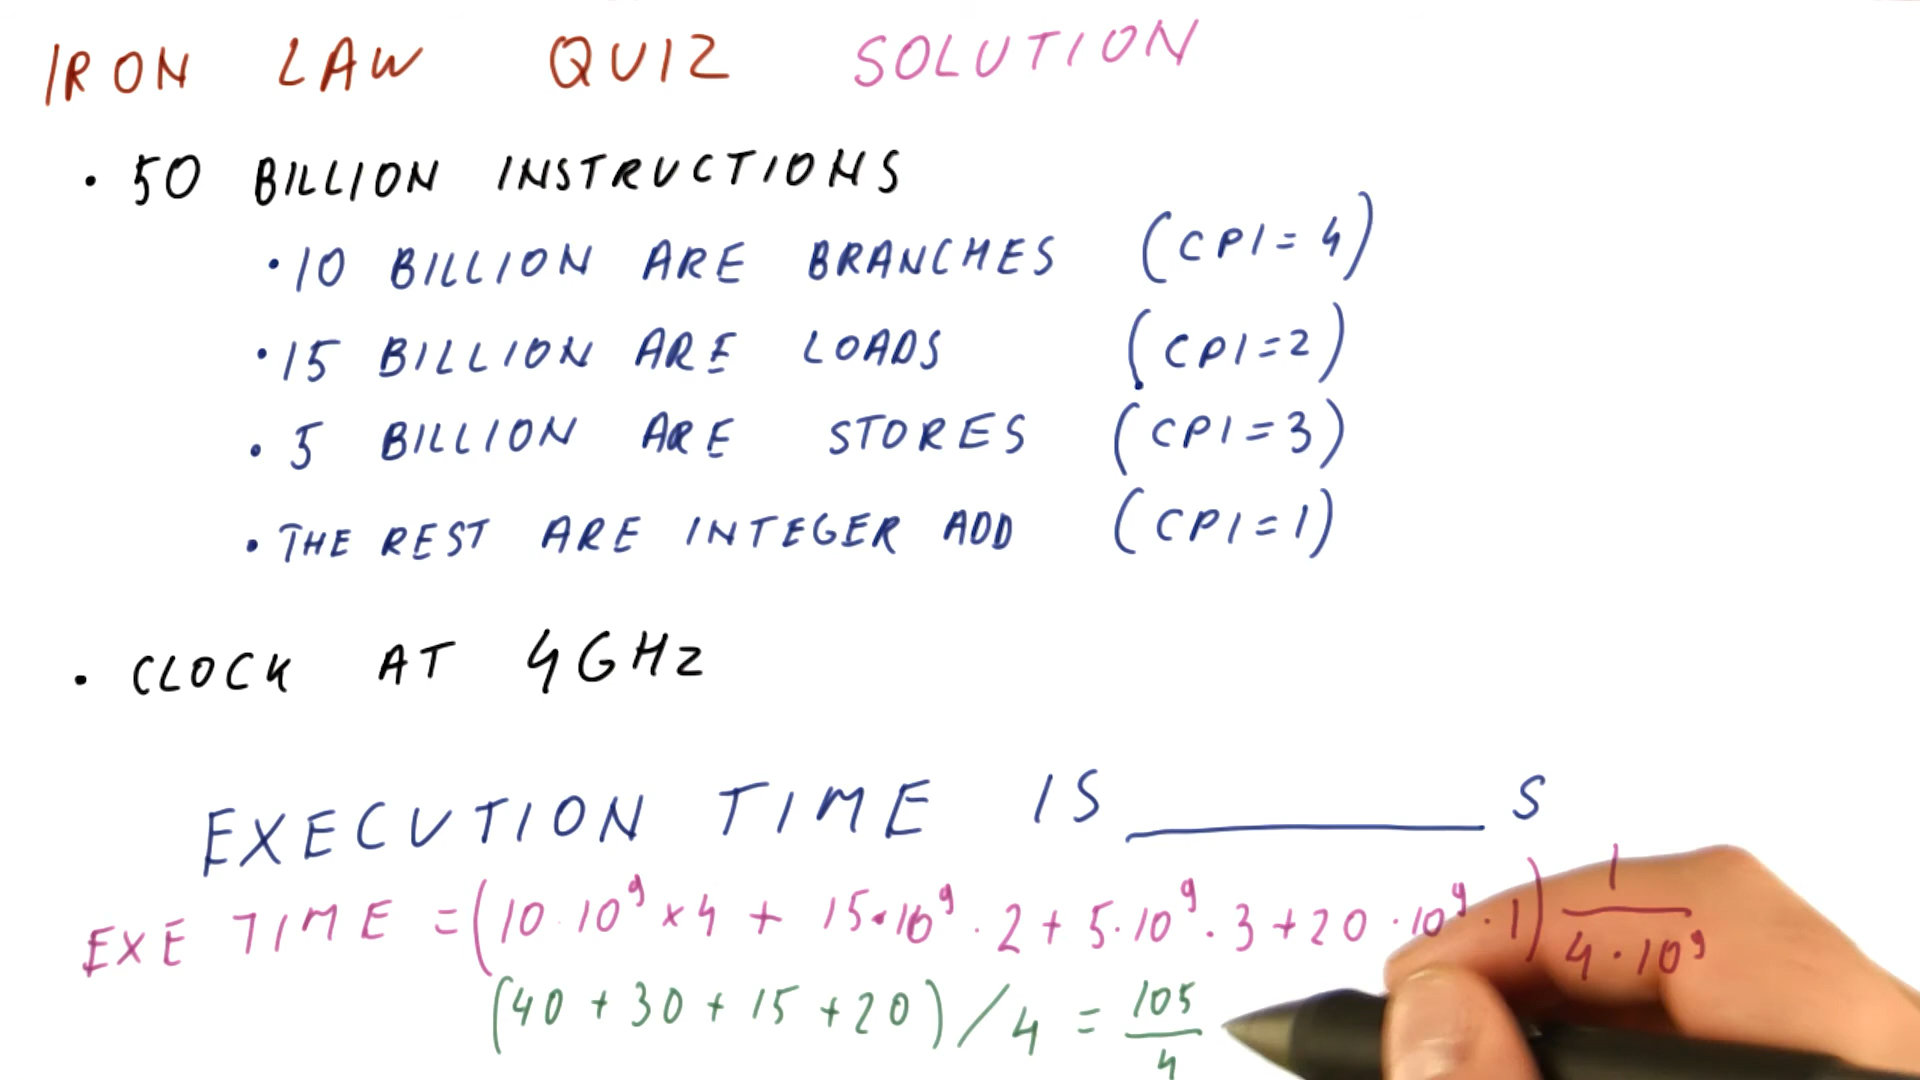 IRON LAW QUIZ SOLUTION
• 50 BILLION INSTRUCTIONS
• 10 BILLION ARE BRANCHES (CPI = 4)
• 15 BILLION ARE LOADS (CPI = 2)
• 5 BILLION ARE STORES (CPI = 3)
• THE REST ARE INTEGER ADD (CPI = 1)
• CLOCK AT 4GHz
EXECUTION TIME IS ________ S
EXE TIME = (10·10⁹ × 4 + 15·10⁹ · 2 + 5·10⁹ · 3 + 20·10⁹ · 1) 1/(4·10⁹)
(40 + 30 + 15 + 20) / 4 = 105/4